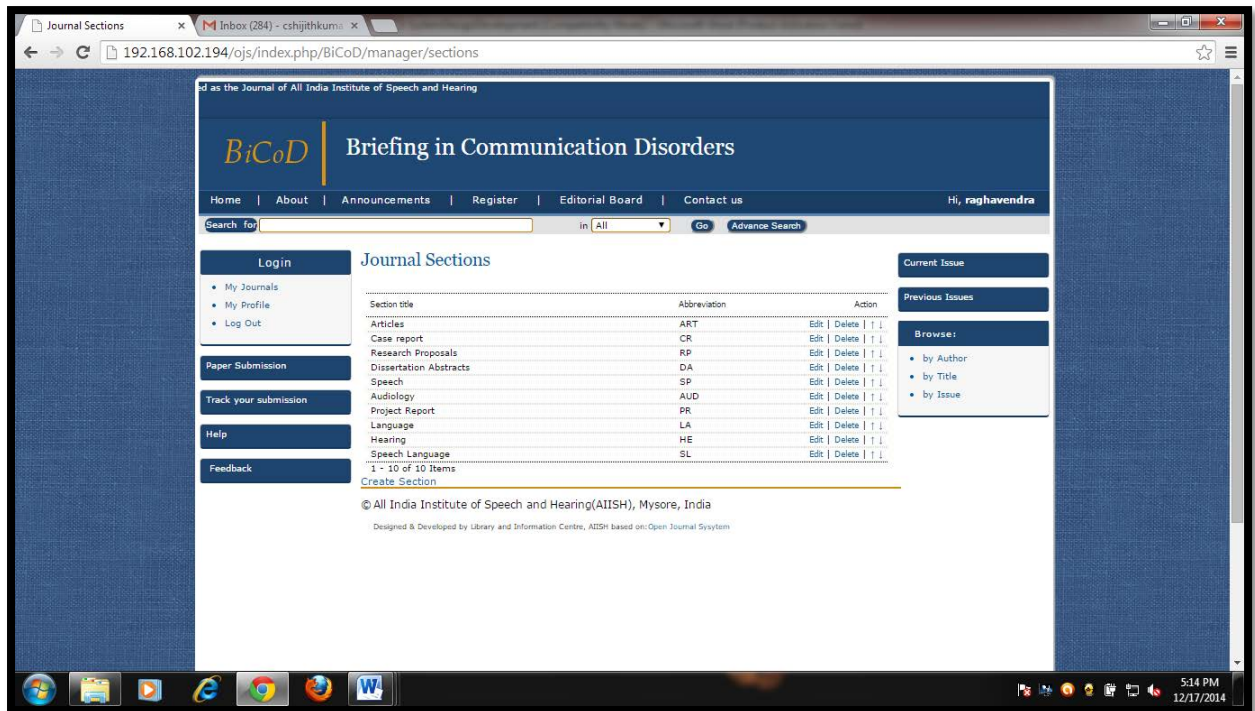 Journal Sections
Inbox (284) - cshijithkuma
192.168.102.194/ojs/index.php/BiCoD/manager/sections
ed as the Journal of All India Institute of Speech and Hearing
BiCoD
Briefing in Communication Disorders
Home | About | Announcements | Register | Editorial Board | Contact us
Hi, raghavendra
Search for
in All
Go
Advance Search
Login
My Journals
My Profile
Log Out
Paper Submission
Track your submission
Help
Feedback
Journal Sections
Section title Abbreviation Action
Articles ART Edit | Delete | ↑ ↓
Case report CR Edit | Delete | ↑ ↓
Research Proposals RP Edit | Delete | ↑ ↓
Dissertation Abstracts DA Edit | Delete | ↑ ↓
Speech SP Edit | Delete | ↑ ↓
Audiology AUD Edit | Delete | ↑ ↓
Project Report PR Edit | Delete | ↑ ↓
Language LA Edit | Delete | ↑ ↓
Hearing HE Edit | Delete | ↑ ↓
Speech Language SL Edit | Delete | ↑ ↓
1 - 10 of 10 Items
Create Section
© All India Institute of Speech and Hearing(AIISH), Mysore, India
Designed & Developed by Library and Information Centre, AIISH based on: Open Journal Sysytem
Current Issue
Previous Issues
Browse:
by Author
by Title
by Issue
5:14 PM
12/17/2014